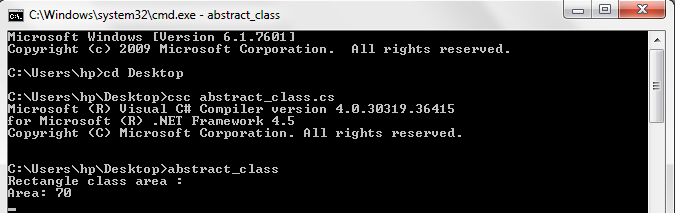 C:\Windows\system32\cmd.exe - abstract_class
Microsoft Windows [Version 6.1.7601]
Copyright (c) 2009 Microsoft Corporation.  All rights reserved.
C:\Users\hp>cd Desktop
C:\Users\hp\Desktop>csc abstract_class.cs
Microsoft (R) Visual C# Compiler version 4.0.30319.36415
for Microsoft (R) .NET Framework 4.5
Copyright (C) Microsoft Corporation. All rights reserved.
C:\Users\hp\Desktop>abstract_class
Rectangle class area :
Area: 70